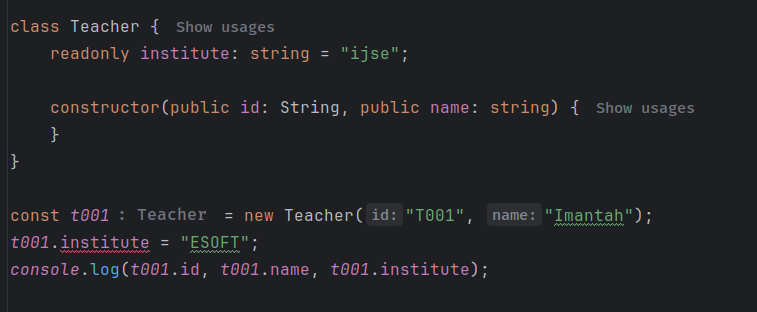 class Teacher {  Show usages
    readonly institute: string = "ijse";
    constructor(public id: String, public name: string) {  Show usages
    }
}
const t001 : Teacher = new Teacher( id: "T001", name: "Imantah");
t001.institute = "ESOFT";
console.log(t001.id, t001.name, t001.institute);